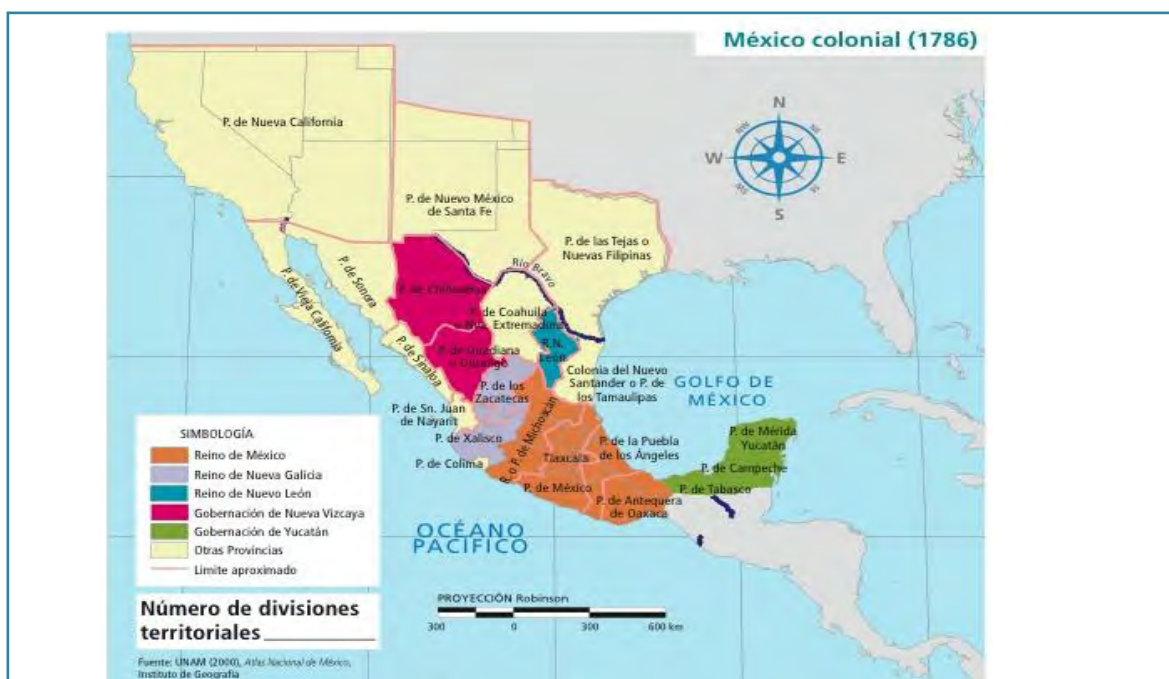 México colonial (1786)
N
NW
NE
W
E
SW
S
P. de Nueva California
P. de Nuevo México
de Santa Fe
P. de las Tejas o
Nuevas Filipinas
Río Bravo
P. de Sonora
P. de Vieja California
P. de Chihuahua
P. de Coahuila
Extremadura
R.N.
León
P. de Sinaloa
P. de
Durango
P. de los
Zacatecas
Colonia del Nuevo
Santander o P. de
los Tamaulipas
GOLFO DE
MÉXICO
P. de Sn. Juan
de Nayarit
P. de Xalisco
P. de Colima
P. o P. de Michoacán
Tlaxcala
P. de la Puebla
de los Ángeles
P. de México
P. de Antequera
de Oaxaca
P. de Mérida
Yucatán
P. de Campeche
P. de Tabasco
OCÉANO
PACÍFICO
SIMBOLOGÍA
Reino de México
Reino de Nueva Galicia
Reino de Nuevo León
Gobernación de Nueva Vizcaya
Gobernación de Yucatán
Otras Provincias
Limite aproximado
Número de divisiones
territoriales
PROYECCIÓN Robinson
300 0 300 600 km
Fuente: UNAM (2000), Atlas Nacional de México,
Instituto de Geografía